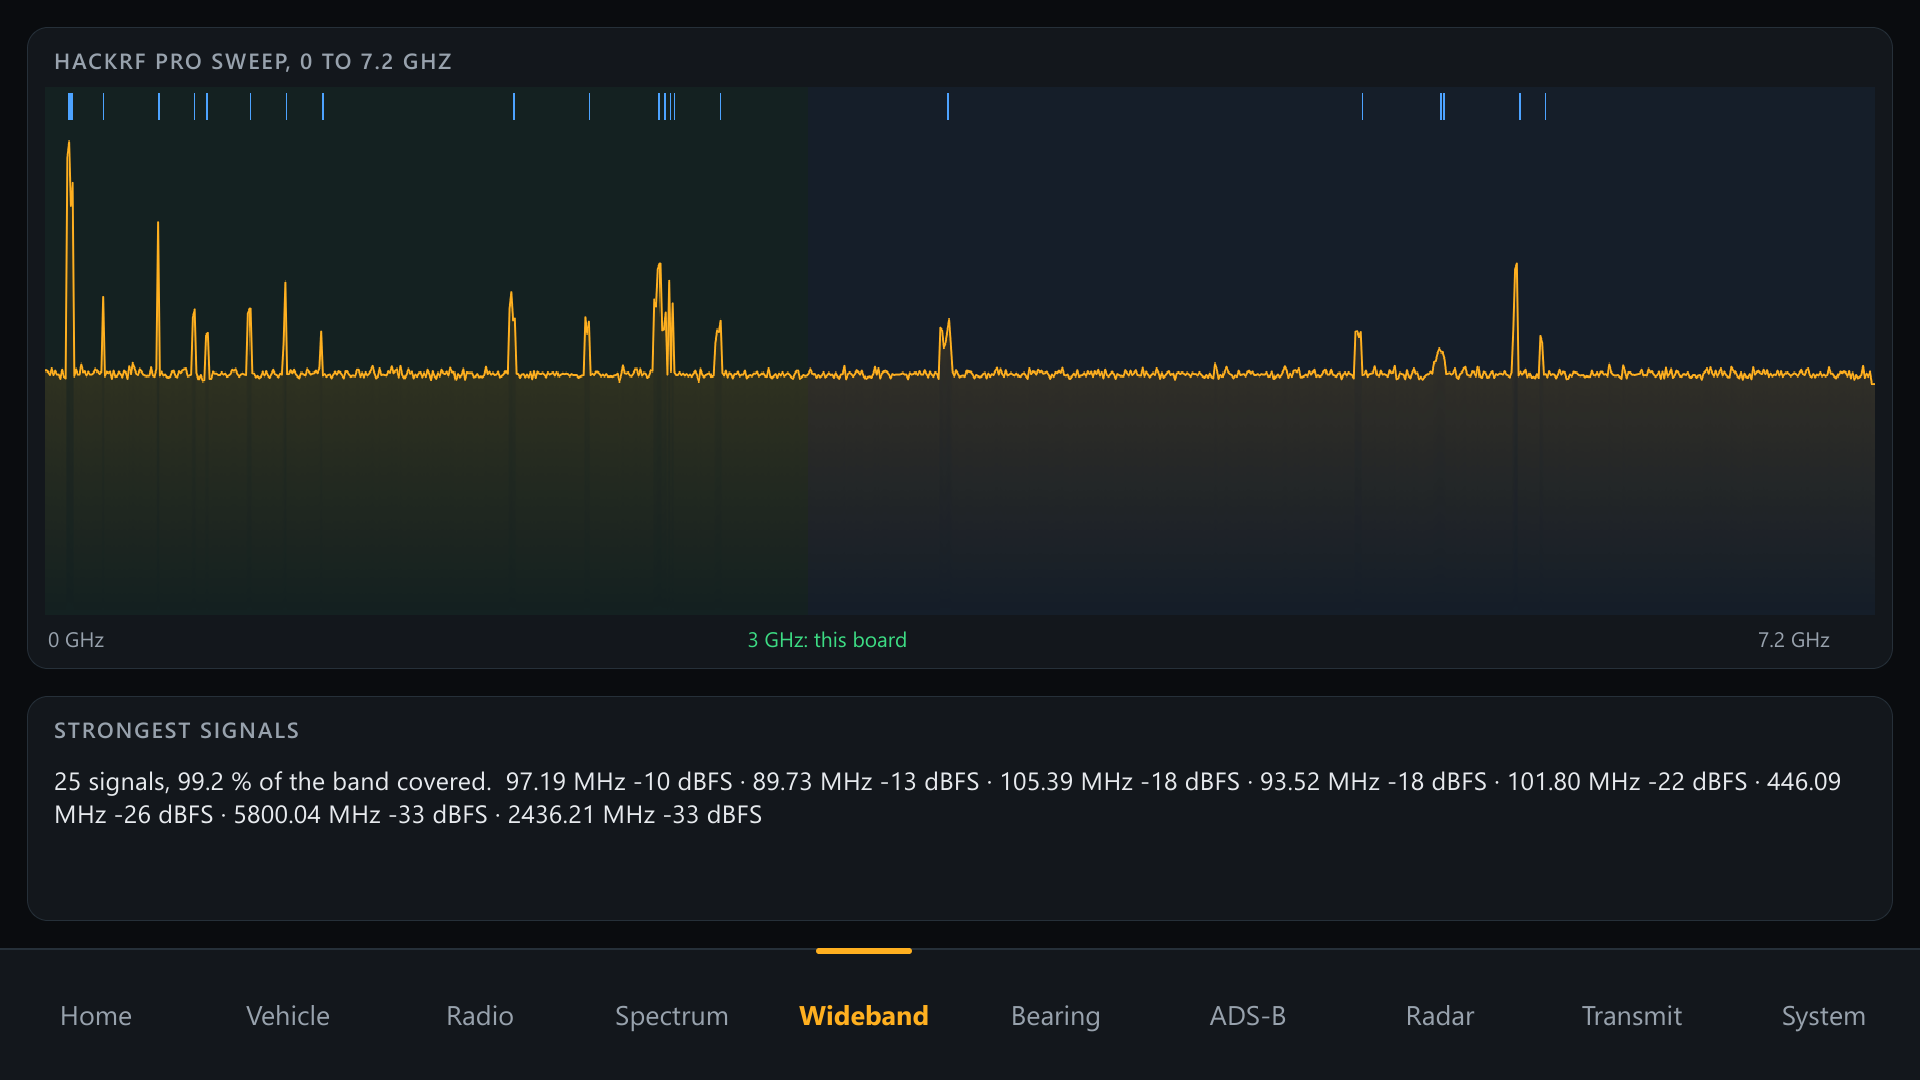 HACKRF PRO SWEEP, 0 TO 7.2 GHZ
0 GHz
3 GHz: this board
7.2 GHz
STRONGEST SIGNALS
25 signals, 99.2 % of the band covered.  97.19 MHz -10 dBFS · 89.73 MHz -13 dBFS · 105.39 MHz -18 dBFS · 93.52 MHz -18 dBFS · 101.80 MHz -22 dBFS · 446.09
MHz -26 dBFS · 5800.04 MHz -33 dBFS · 2436.21 MHz -33 dBFS
Home
Vehicle
Radio
Spectrum
Wideband
Bearing
ADS-B
Radar
Transmit
System